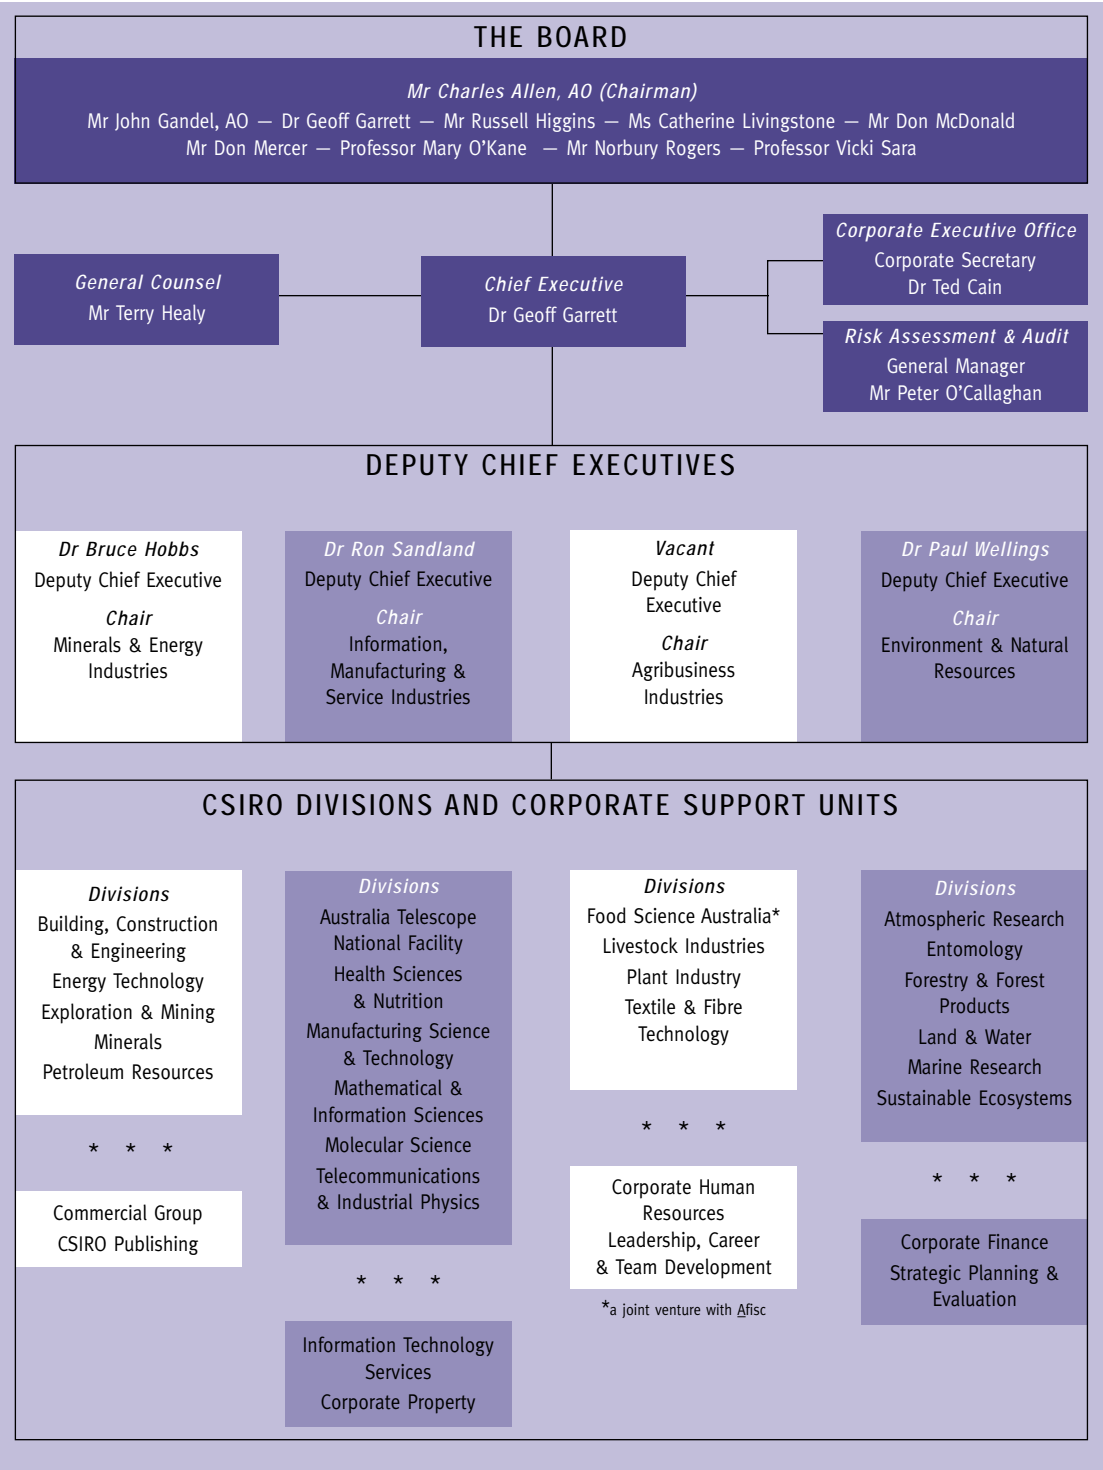 THE BOARD
Mr Charles Allen, AO (Chairman)
Mr John Gandel, AO — Dr Geoff Garrett — Mr Russell Higgins — Ms Catherine Livingstone — Mr Don McDonald
Mr Don Mercer — Professor Mary O'Kane — Mr Norbury Rogers — Professor Vicki Sara
General Counsel
Mr Terry Healy
Chief Executive
Dr Geoff Garrett
Corporate Executive Office
Corporate Secretary
Dr Ted Cain
Risk Assessment & Audit
General Manager
Mr Peter O'Callaghan
DEPUTY CHIEF EXECUTIVES
Dr Bruce Hobbs
Deputy Chief Executive
Chair
Minerals & Energy
Industries
Dr Ron Sandland
Deputy Chief Executive
Chair
Information,
Manufacturing &
Service Industries
Vacant
Deputy Chief
Executive
Chair
Agribusiness
Industries
Dr Paul Wellings
Deputy Chief Executive
Chair
Environment & Natural
Resources
CSIRO DIVISIONS AND CORPORATE SUPPORT UNITS
Divisions
Building, Construction
& Engineering
Energy Technology
Exploration & Mining
Minerals
Petroleum Resources
* * *
Commercial Group
CSIRO Publishing
Divisions
Australia Telescope
National Facility
Health Sciences
& Nutrition
Manufacturing Science
& Technology
Mathematical &
Information Sciences
Molecular Science
Telecommunications
& Industrial Physics
* * *
Information Technology
Services
Corporate Property
Divisions
Food Science Australia*
Livestock Industries
Plant Industry
Textile & Fibre
Technology
* * *
Corporate Human
Resources
Leadership, Career
& Team Development
*a joint venture with Afisc
Divisions
Atmospheric Research
Entomology
Forestry & Forest
Products
Land & Water
Marine Research
Sustainable Ecosystems
* * *
Corporate Finance
Strategic Planning &
Evaluation